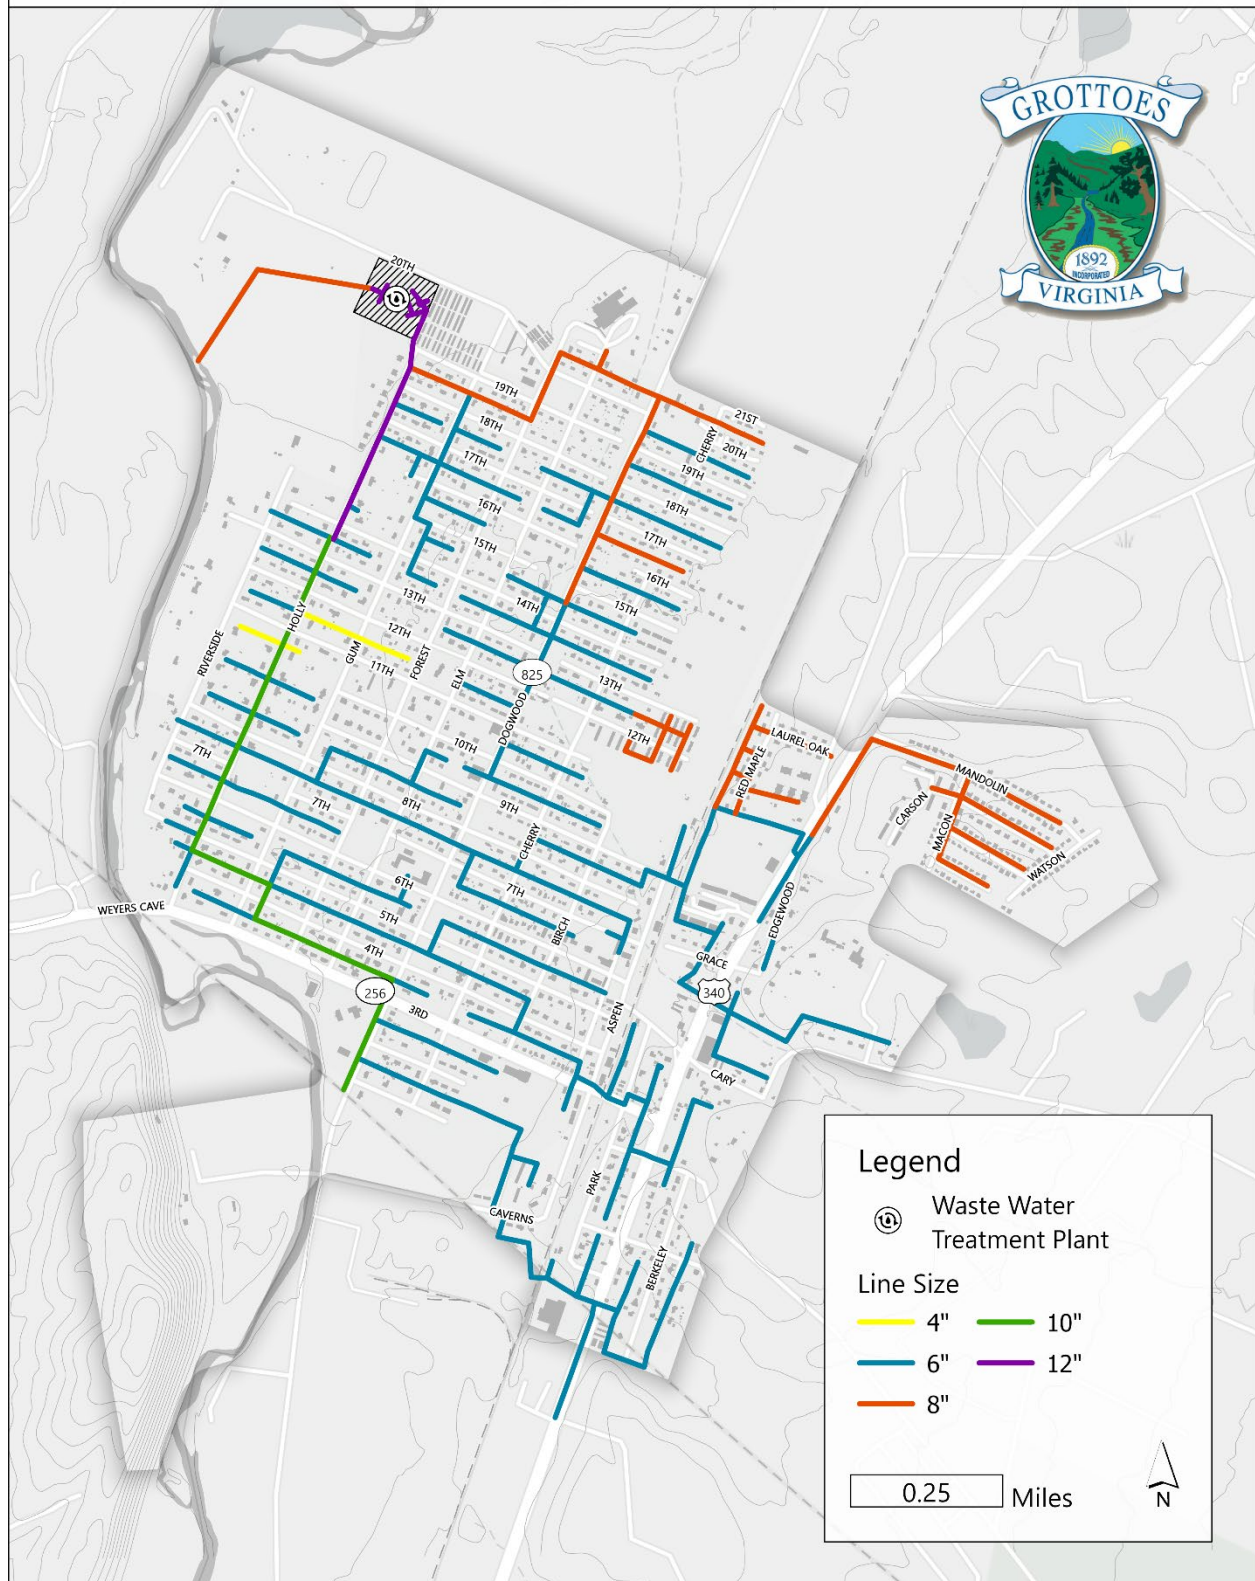 GROTTOES
1892
INCORPORATED
VIRGINIA
20TH
19TH
18TH
17TH
16TH
15TH
13TH
12TH
11TH
21ST
20TH
19TH
18TH
17TH
16TH
15TH
14TH
13TH
12TH
CHERRY
HOLLY
RIVERSIDE
GUM
FOREST
ELM
825
DOGWOOD
10TH
9TH
8TH
7TH
7TH
CHERRY
7TH
6TH
5TH
4TH
BIRCH
WEYERS CAVE
256
3RD
ASPEN
LAUREL OAK
RED MAPLE
MANDOLIN
CARSON
MACON
WATSON
EDGEWOOD
GRACE
340
CARY
PARK
CAVERNS
BERKELEY
Legend
Waste Water
Treatment Plant
Line Size
4" 10"
6" 12"
8"
0.25 Miles
N